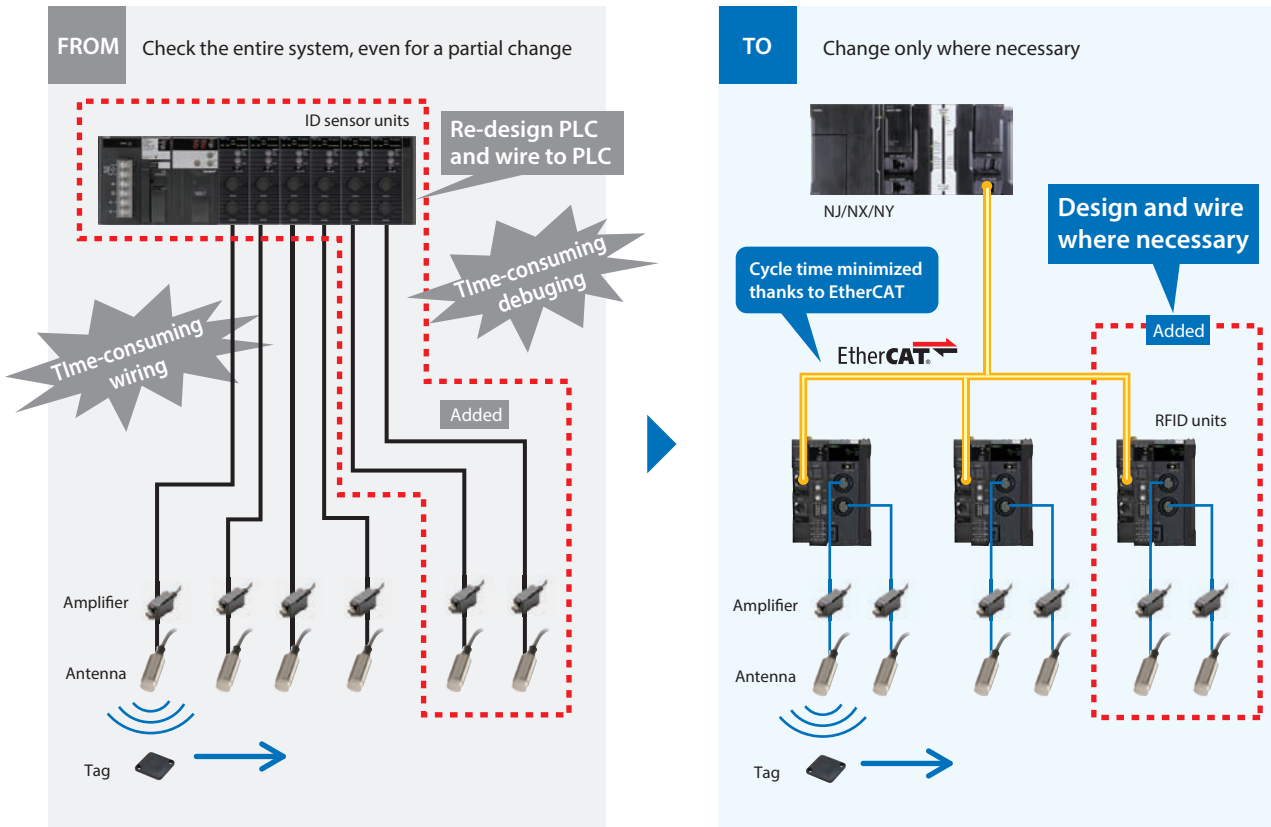 FROM
Check the entire system, even for a partial change
ID sensor units
Re-design PLC
and wire to PLC
TIme-consuming
debuging
TIme-consuming
wiring
Added
Amplifier
Antenna
Tag
TO
Change only where necessary
NJ/NX/NY
Design and wire
where necessary
Cycle time minimized
thanks to EtherCAT
EtherCAT®
Added
RFID units
Amplifier
Antenna
Tag